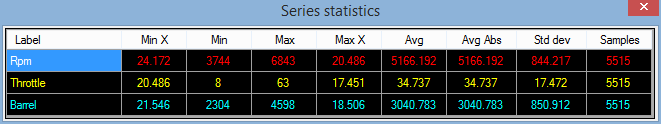 Series statistics
Label Min X Min Max Max X Avg Avg Abs Std dev Samples
Rpm 24.172 3744 6843 20.486 5166.192 5166.192 844.217 5515
Throttle 20.486 8 63 17.451 34.737 34.737 17.472 5515
Barrel 21.546 2304 4598 18.506 3040.783 3040.783 850.912 5515